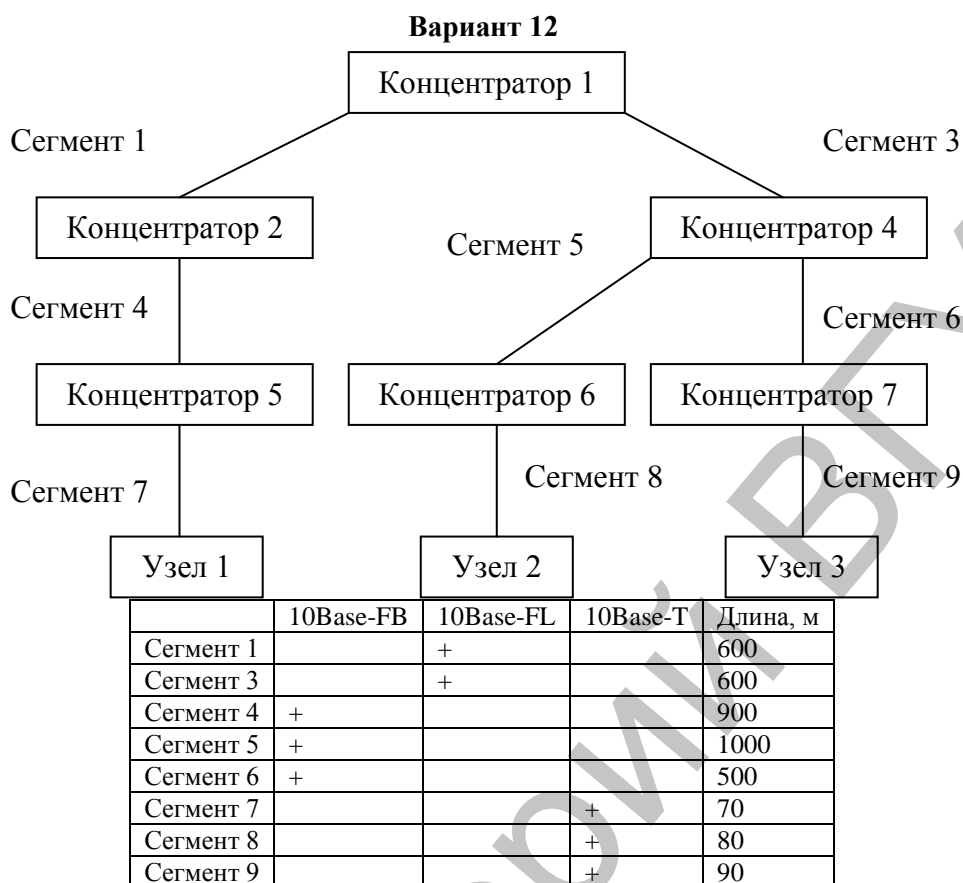 Вариант 12
Концентратор 1
Сегмент 1
Сегмент 3
Концентратор 2
Концентратор 4
Сегмент 5
Сегмент 4
Сегмент 6
Концентратор 5
Концентратор 6
Концентратор 7
Сегмент 7
Сегмент 8
Сегмент 9
Узел 1
Узел 2
Узел 3
10Base-FB 10Base-FL 10Base-T Длина, м
Сегмент 1 + 600
Сегмент 3 + 600
Сегмент 4 + 900
Сегмент 5 + 1000
Сегмент 6 + 500
Сегмент 7 + 70
Сегмент 8 + 80
Сегмент 9 + 90